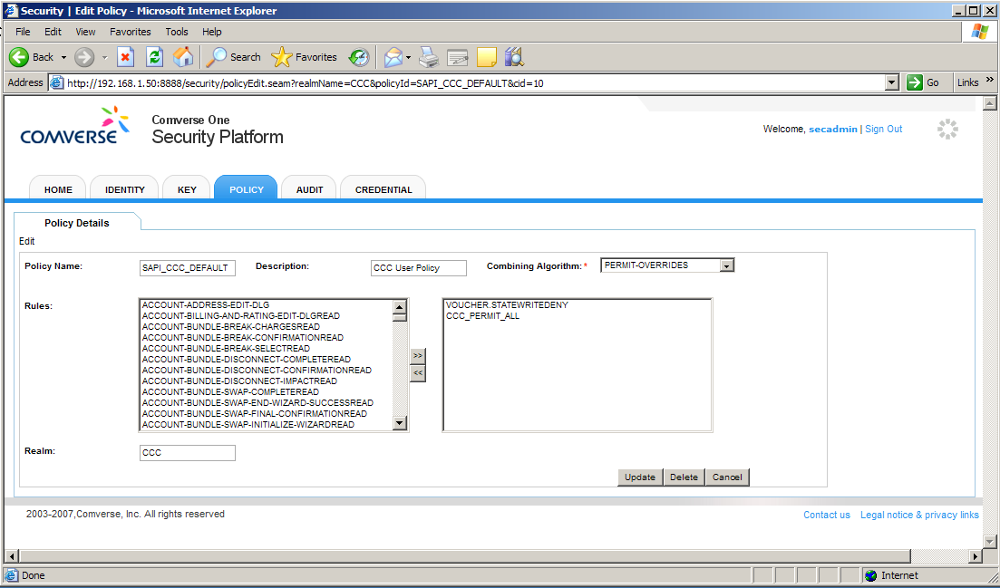 Security | Edit Policy - Microsoft Internet Explorer
File Edit View Favorites Tools Help
Back Search Favorites
Address http://192.168.1.50:8888/security/policyEdit.seam?realmName=CCC&policyId=SAPI_CCC_DEFAULT&cid=10 Go Links »
COMVERSE
Comverse One
Security Platform
Welcome, secadmin | Sign Out
HOME IDENTITY KEY POLICY AUDIT CREDENTIAL
Policy Details
Edit
Policy Name: SAPI_CCC_DEFAULT Description: CCC User Policy Combining Algorithm: * PERMIT-OVERRIDES
Rules:
ACCOUNT-ADDRESS-EDIT-DLG
ACCOUNT-BILLING-AND-RATING-EDIT-DLGREAD
ACCOUNT-BUNDLE-BREAK-CHARGESREAD
ACCOUNT-BUNDLE-BREAK-CONFIRMATIONREAD
ACCOUNT-BUNDLE-BREAK-SELECTREAD
ACCOUNT-BUNDLE-DISCONNECT-COMPLETEREAD
ACCOUNT-BUNDLE-DISCONNECT-CONFIRMATIONREAD
ACCOUNT-BUNDLE-DISCONNECT-IMPACTREAD
ACCOUNT-BUNDLE-SWAP-COMPLETEREAD
ACCOUNT-BUNDLE-SWAP-END-WIZARD-SUCCESSREAD
ACCOUNT-BUNDLE-SWAP-FINAL-CONFIRMATIONREAD
ACCOUNT-BUNDLE-SWAP-INITIALIZE-WIZARDREAD
>>
<<
VOUCHER.STATEWRITEDENY
CCC_PERMIT_ALL
Realm: CCC
Update Delete Cancel
2003-2007,Comverse, Inc. All rights reserved
Contact us Legal notice & privacy links
Done Internet